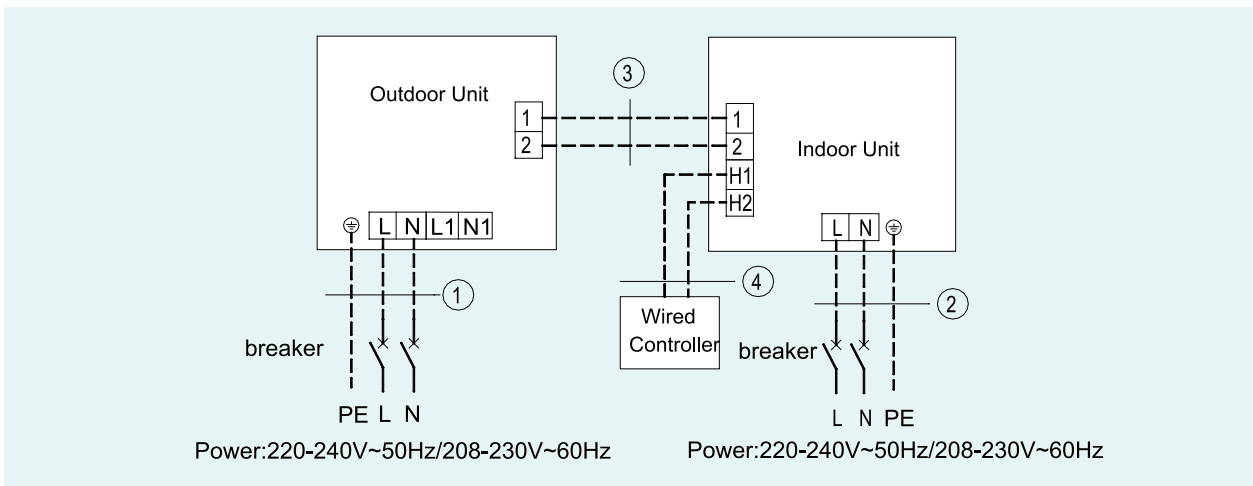 Outdoor Unit
1
2
L N L1 N1
③
1
2
H1
H2
Indoor Unit
L N
①
④
②
Wired
Controller
breaker
breaker
PE L N
L N PE
Power:220-240V~50Hz/208-230V~60Hz
Power:220-240V~50Hz/208-230V~60Hz